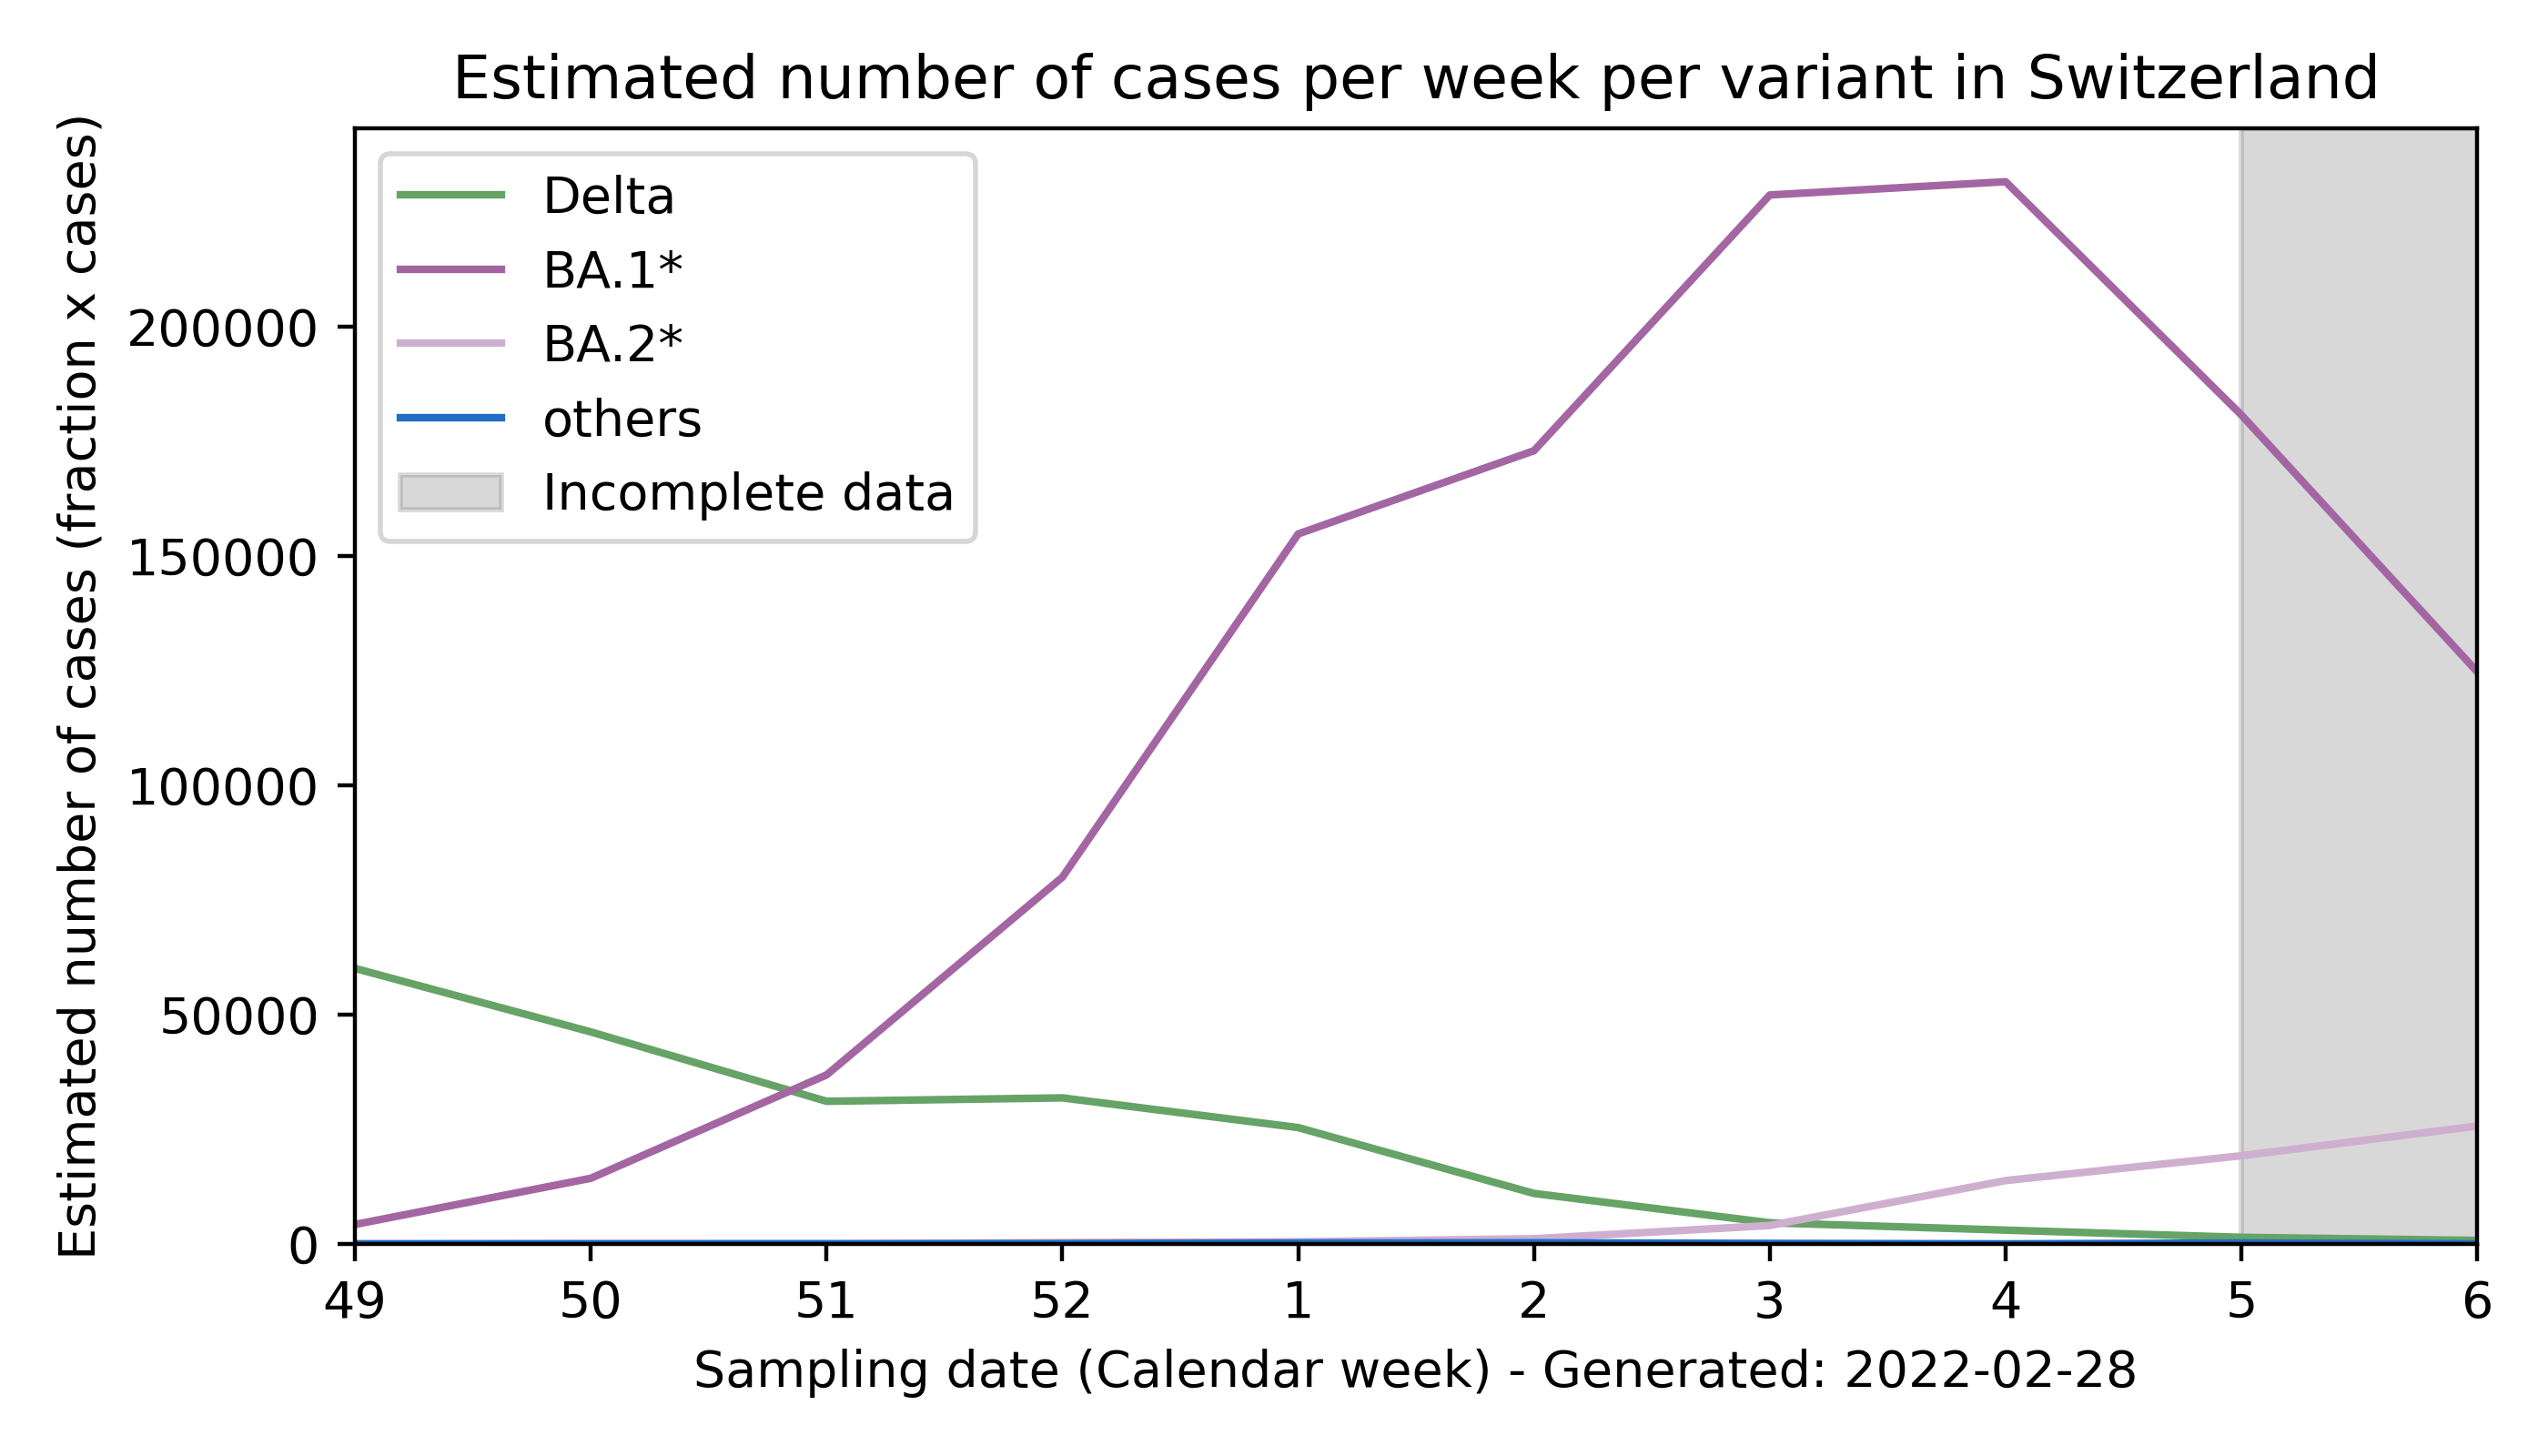 Estimated number of cases per week per variant in Switzerland
Estimated number of cases (fraction x cases)
Delta
BA.1*
BA.2*
others
Incomplete data
200000
150000
100000
50000
0
49 50 51 52 1 2 3 4 5 6
Sampling date (Calendar week) - Generated: 2022-02-28